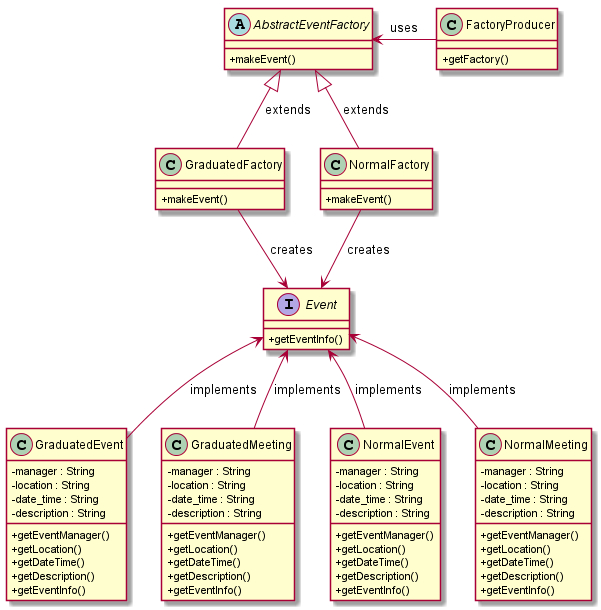 A AbstractEventFactory
+makeEvent()
uses
C FactoryProducer
+getFactory()
extends
extends
C GraduatedFactory
+makeEvent()
C NormalFactory
+makeEvent()
creates
creates
I Event
+getEventInfo()
implements
implements
implements
implements
C GraduatedEvent
-manager : String
-location : String
-date_time : String
-description : String
+getEventManager()
+getLocation()
+getDateTime()
+getDescription()
+getEventInfo()
C GraduatedMeeting
-manager : String
-location : String
-date_time : String
-description : String
+getEventManager()
+getLocation()
+getDateTime()
+getDescription()
+getEventInfo()
C NormalEvent
-manager : String
-location : String
-date_time : String
-description : String
+getEventManager()
+getLocation()
+getDateTime()
+getDescription()
+getEventInfo()
C NormalMeeting
-manager : String
-location : String
-date_time : String
-description : String
+getEventManager()
+getLocation()
+getDateTime()
+getDescription()
+getEventInfo()